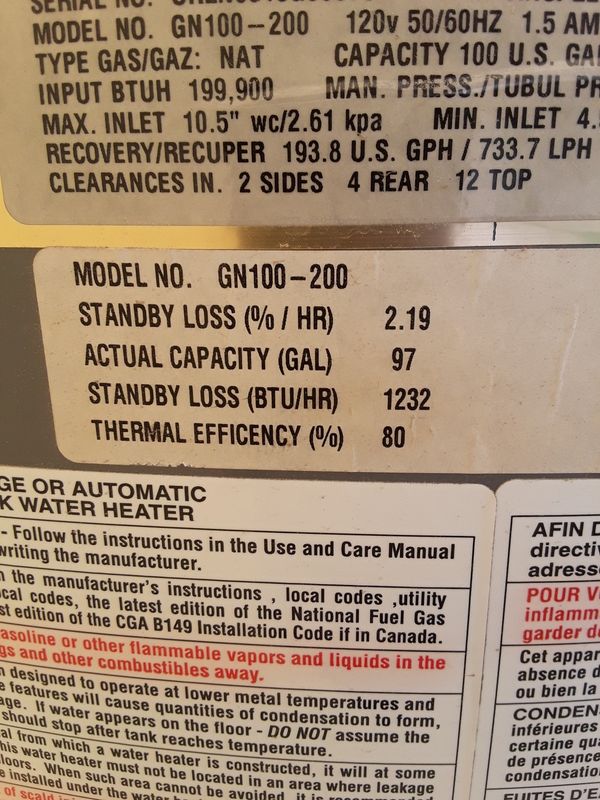 SERIAL NO.
MODEL NO. GN100-200 120v 50/60HZ 1.5 AM
TYPE GAS/GAZ: NAT CAPACITY 100 U.S. GA
INPUT BTUH 199,900 MAN. PRESS./TUBUL PR
MAX. INLET 10.5" wc/2.61 kpa MIN. INLET 4.
RECOVERY/RECUPER 193.8 U.S. GPH / 733.7 LPH
CLEARANCES IN. 2 SIDES 4 REAR 12 TOP
MODEL NO. GN100-200
STANDBY LOSS (% / HR) 2.19
ACTUAL CAPACITY (GAL) 97
STANDBY LOSS (BTU/HR) 1232
THERMAL EFFICENCY (%) 80
GE OR AUTOMATIC
K WATER HEATER
- Follow the instructions in the Use and Care Manual
writing the manufacturer.
the manufacturer's instructions , local codes ,utility
cal codes, the latest edition of the National Fuel Gas
st edition of the CGA B149 Installation Code if in Canada.
asoline or other flammable vapors and liquids in the
gs and other combustibles away.
designed to operate at lower metal temperatures and
features will cause quantities of condensation to form,
age. If water appears on the floor - DO NOT assume the
should stop after tank reaches temperature.
al from which a water heater is constructed, it will at some
his water heater must not be located in an area where leakage
loors. When such area cannot be avoided, it is
installed under the water
of scald
AFIN D
directiv
adress
POUR V
inflamm
garder d
Cet appar
absence d
ou bien la
CONDEN
inférieures
certaine qu
de présence
condensatio
FUITES D'E